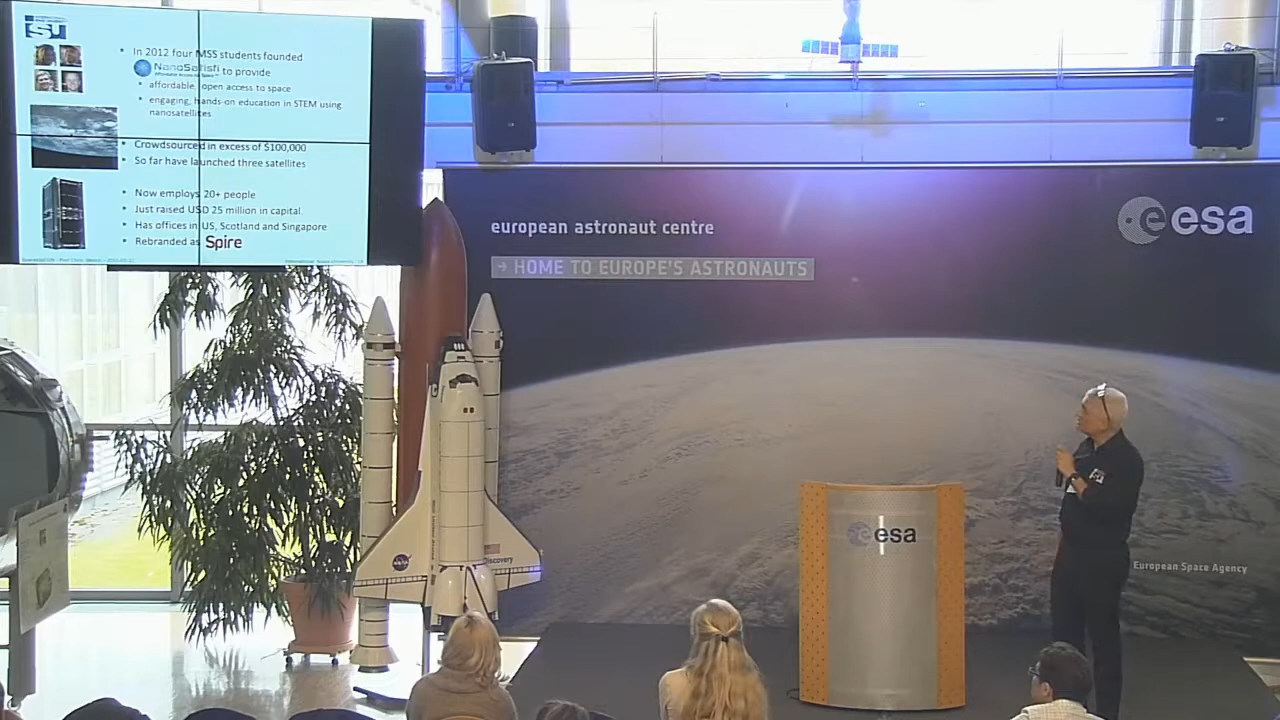 ISU
In 2012 four MSS students founded
NanoSatisfi to provide
affordable, open access to space
engaging, hands-on education in STEM using
nanosatellites.
Crowdsourced in excess of $100,000
So far have launched three satellites
Now employs 20+ people
Just raised USD 25 million in capital.
Has offices in US, Scotland and Singapore
Rebranded as Spire
european astronaut centre
→ HOME TO EUROPE'S ASTRONAUTS
esa
esa
European Space Agency
NASA
Discovery